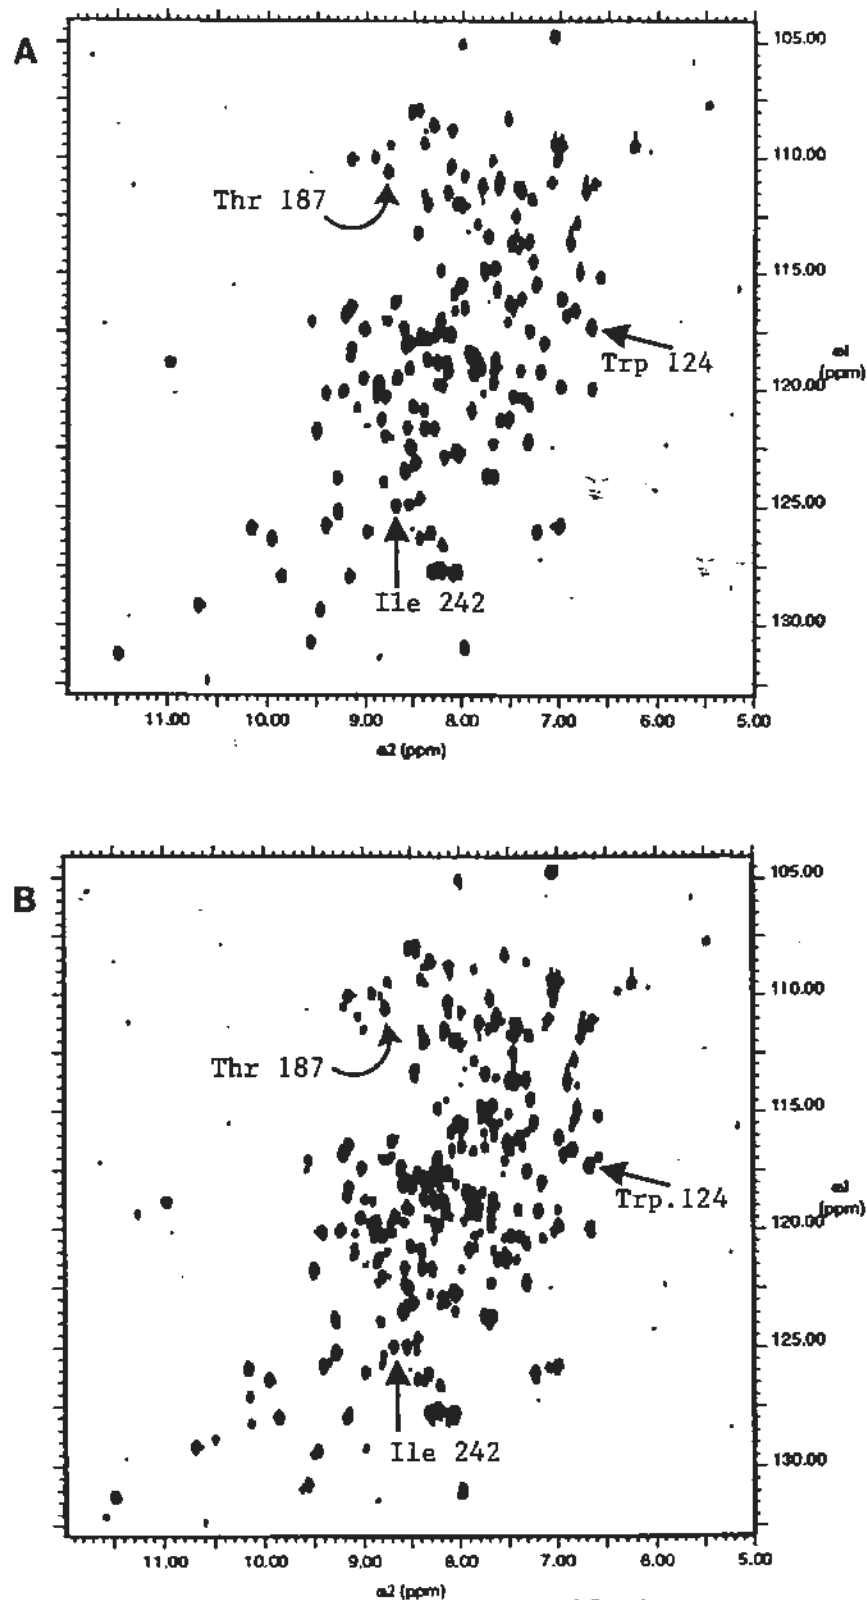 A
105.00
110.00
Thr 187
115.00
Trp 124
ω1
(ppm)
120.00
125.00
Ile 242
130.00
11.00 10.00 9.00 8.00 7.00 6.00 5.00
ω2 (ppm)
B
105.00
110.00
Thr 187
115.00
Trp.124
ω1
(ppm)
120.00
125.00
Ile 242
130.00
11.00 10.00 9.00 8.00 7.00 6.00 5.00
ω2 (ppm)